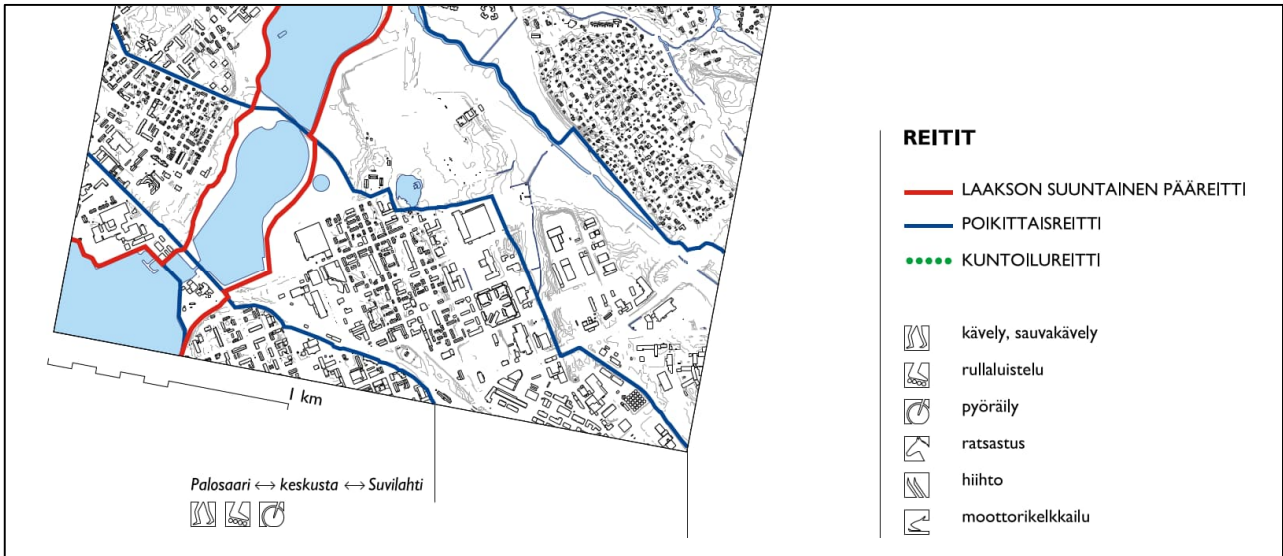 REITIT
LAAKSON SUUNTAINEN PÄÄREITTI
POIKITTAISREITTI
KUNTOILUREITTI
kävely, sauvakävely
rullaluistelu
pyöräily
ratsastus
hiihto
moottorikelkkailu
1 km
Palosaari ↔ keskusta ↔ Suvilahti